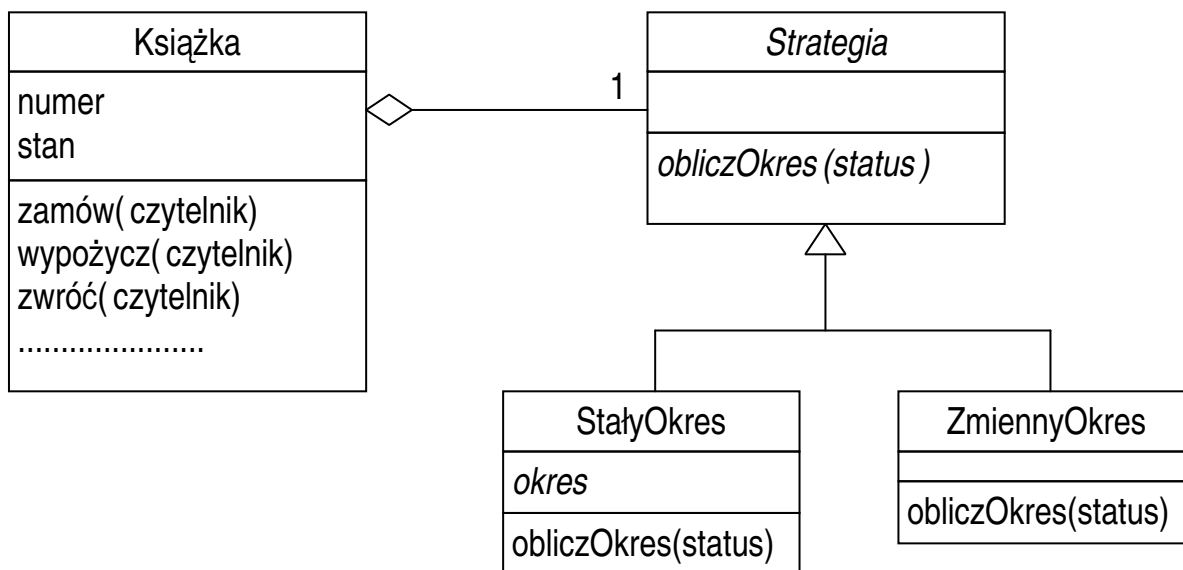 Książka
numer
stan
zamów( czytelnik)
wypożycz( czytelnik)
zwróć( czytelnik)
......................
1
Strategia
obliczOkres (status )
StałyOkres
okres
obliczOkres(status)
ZmiennyOkres
obliczOkres(status)